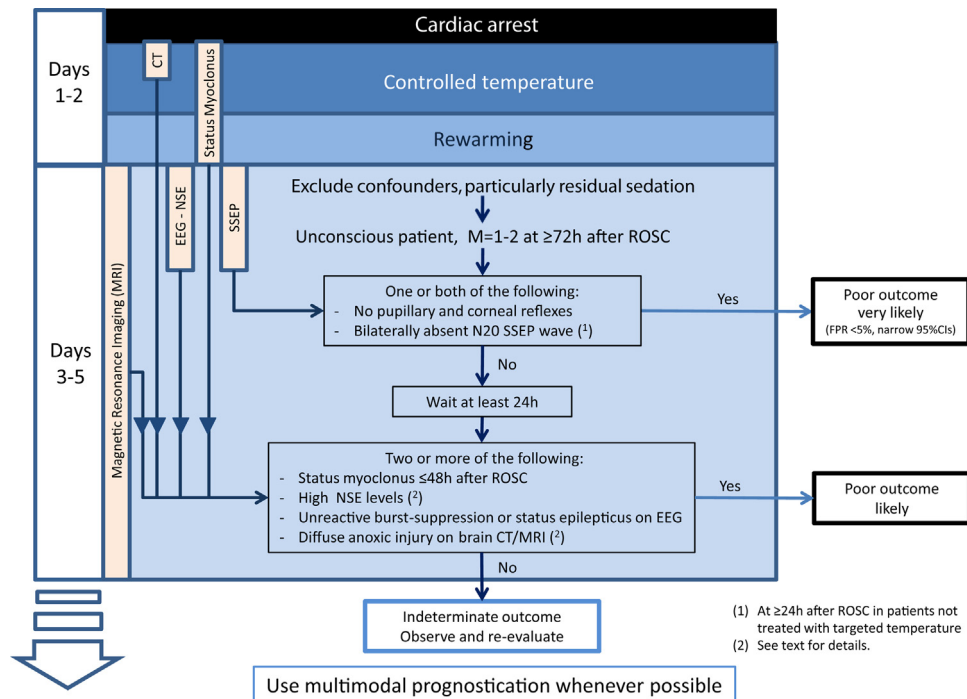 Cardiac arrest
Days
1-2
CT
Status Myoclonus
Controlled temperature
Rewarming
Days
3-5
Magnetic Resonance Imaging (MRI)
EEG - NSE
SSEP
Exclude confounders, particularly residual sedation
Unconscious patient, M=1-2 at ≥72h after ROSC
One or both of the following:
- No pupillary and corneal reflexes
- Bilaterally absent N20 SSEP wave (1)
Yes
Poor outcome
very likely
(FPR <5%, narrow 95%CIs)
No
Wait at least 24h
Two or more of the following:
- Status myoclonus ≤48h after ROSC
- High NSE levels (2)
- Unreactive burst-suppression or status epilepticus on EEG
- Diffuse anoxic injury on brain CT/MRI (2)
Yes
Poor outcome
likely
No
Indeterminate outcome
Observe and re-evaluate
(1) At ≥24h after ROSC in patients not
treated with targeted temperature
(2) See text for details.
Use multimodal prognostication whenever possible